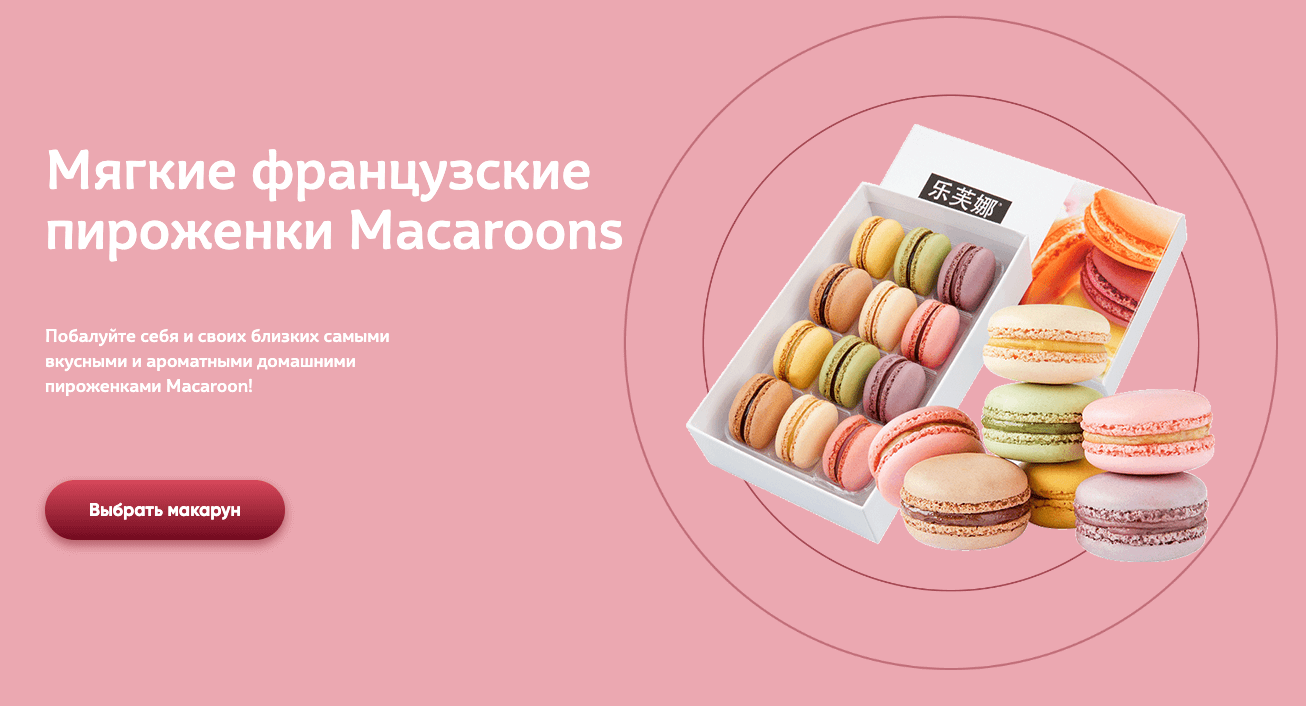 Мягкие французские
пироженки Macaroons
乐芙娜
Побалуйте себя и своих близких самыми
вкусными и ароматными домашними
пироженками Macaroon!
Выбрать макарун